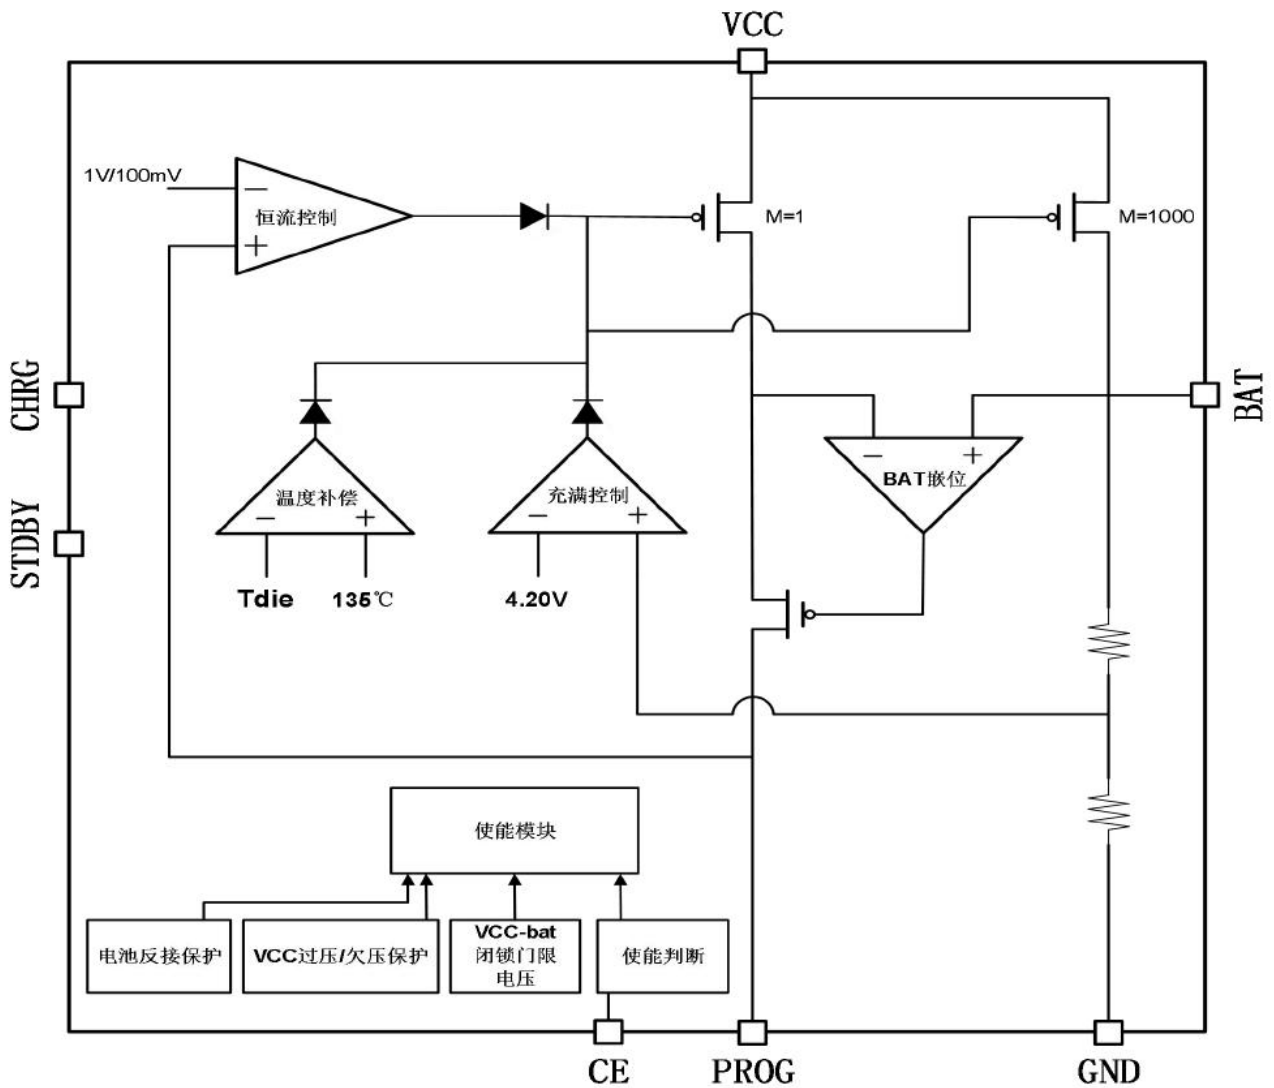 VCC
1V/100mV
恒流控制
M=1
M=1000
CHRG
BAT
温度补偿
充满控制
BAT嵌位
STDBY
Tdie
135℃
4.20V
使能模块
电池反接保护
VCC过压/欠压保护
VCC-bat
闭锁门限
电压
使能判断
CE
PROG
GND